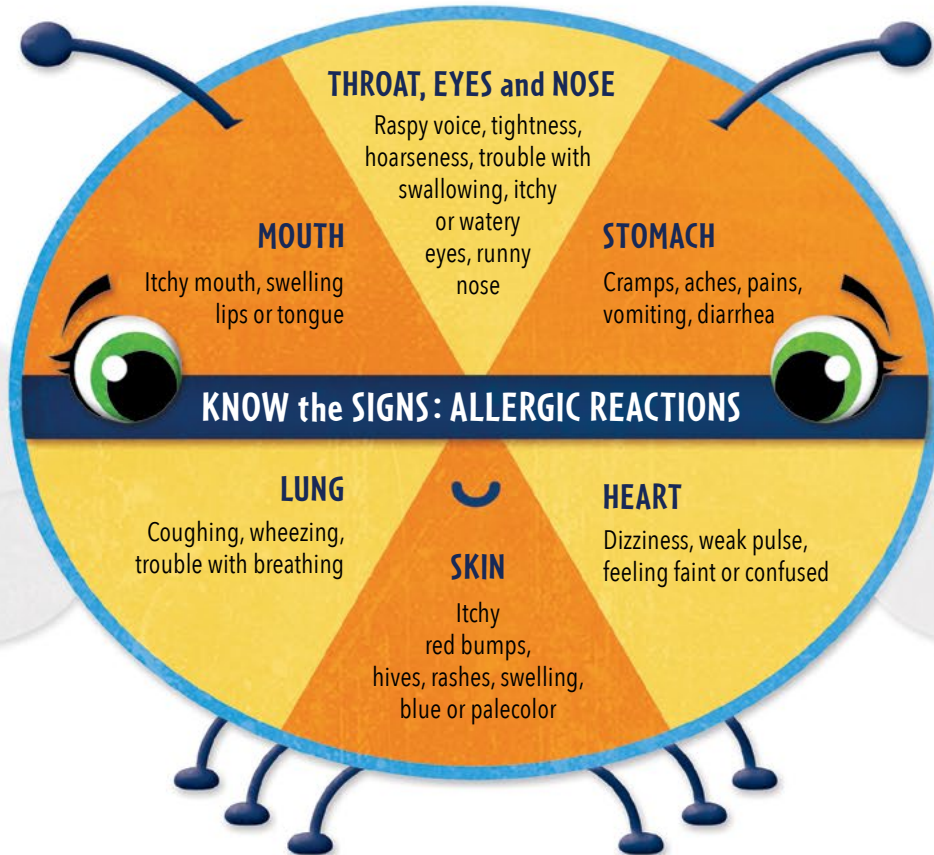 THROAT, EYES and NOSE
Raspy voice, tightness,
hoarseness, trouble with
swallowing, itchy
or watery
eyes, runny
nose
MOUTH
Itchy mouth, swelling
lips or tongue
STOMACH
Cramps, aches, pains,
vomiting, diarrhea
KNOW the SIGNS: ALLERGIC REACTIONS
LUNG
Coughing, wheezing,
trouble with breathing
SKIN
Itchy
red bumps,
hives, rashes, swelling,
blue or palecolor
HEART
Dizziness, weak pulse,
feeling faint or confused